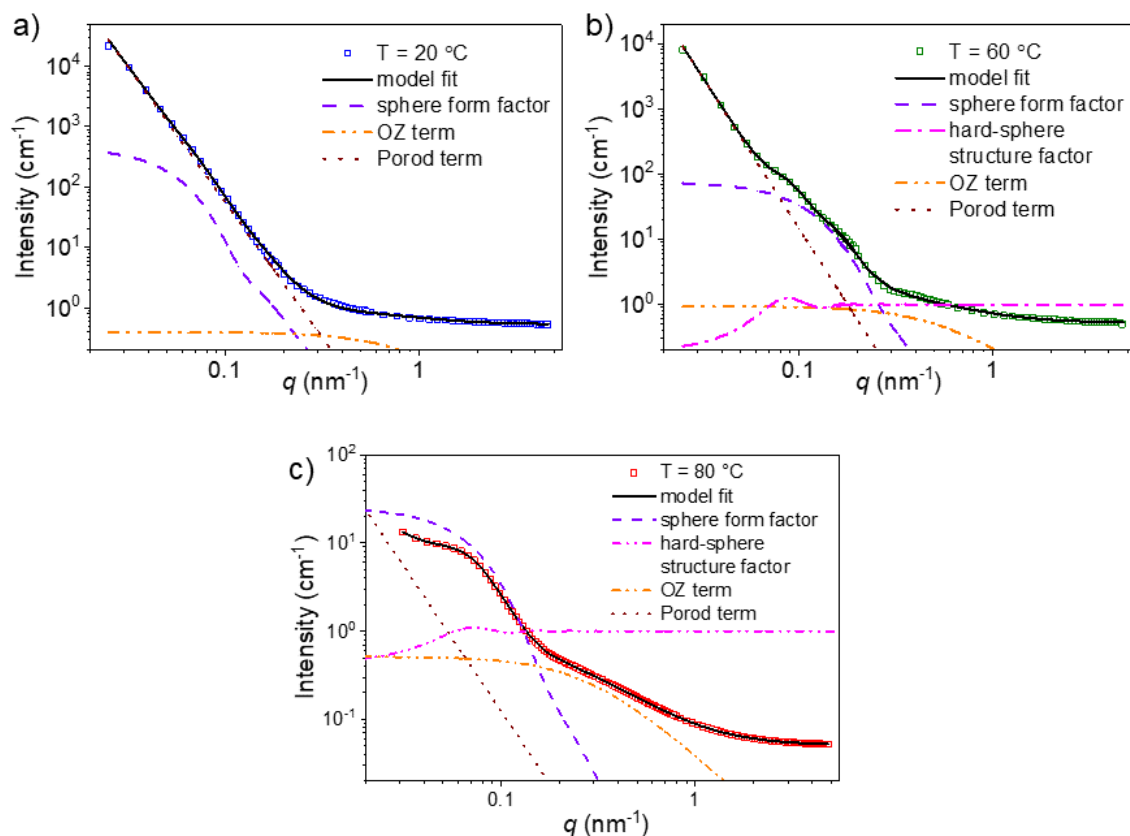 a)
T = 20 °C
model fit
sphere form factor
OZ term
Porod term
Intensity (cm⁻¹)
10⁴
10³
10²
10¹
10⁰
0.1
1
q (nm⁻¹)
b)
T = 60 °C
model fit
sphere form factor
hard-sphere
structure factor
OZ term
Porod term
Intensity (cm⁻¹)
10⁴
10³
10²
10¹
10⁰
0.1
1
q (nm⁻¹)
c)
T = 80 °C
model fit
sphere form factor
hard-sphere
structure factor
OZ term
Porod term
Intensity (cm⁻¹)
10²
10¹
10⁰
10⁻¹
0.1
1
q (nm⁻¹)